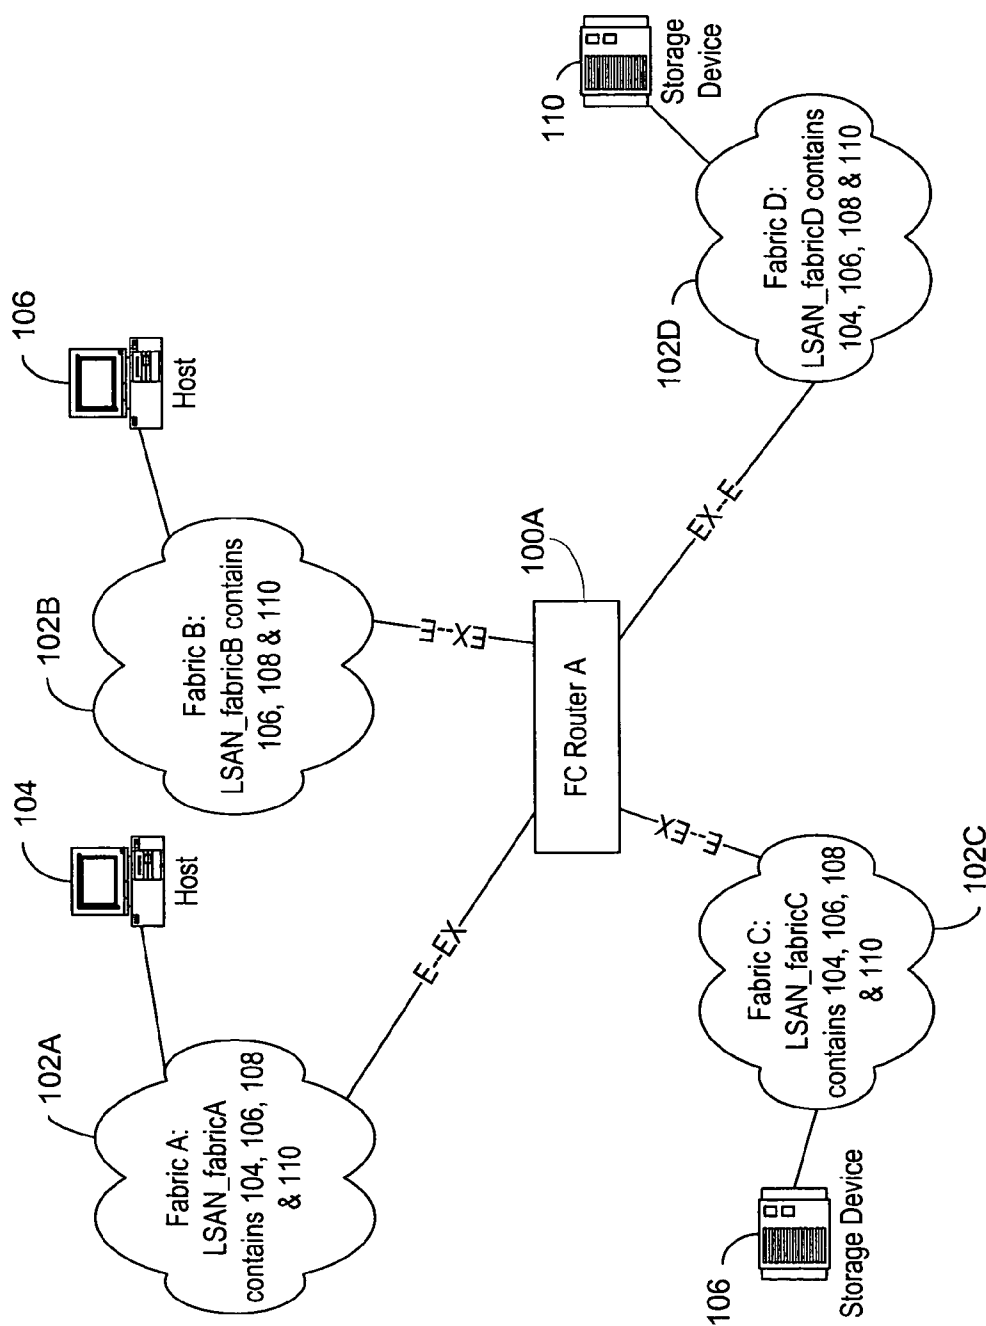 104
102A
Host
Fabric A:
LSAN_fabricA
contains 104, 106, 108
& 110
E--EX
106
102B
Host
Fabric B:
LSAN_fabricB contains
106, 108 & 110
E--EX
100A
FC Router A
EX--E
102C
Fabric C:
LSAN_fabricC
contains 104, 106, 108
& 110
106
Storage Device
EX--E
102D
Fabric D:
LSAN_fabricD contains
104, 106, 108 & 110
110
Storage
Device